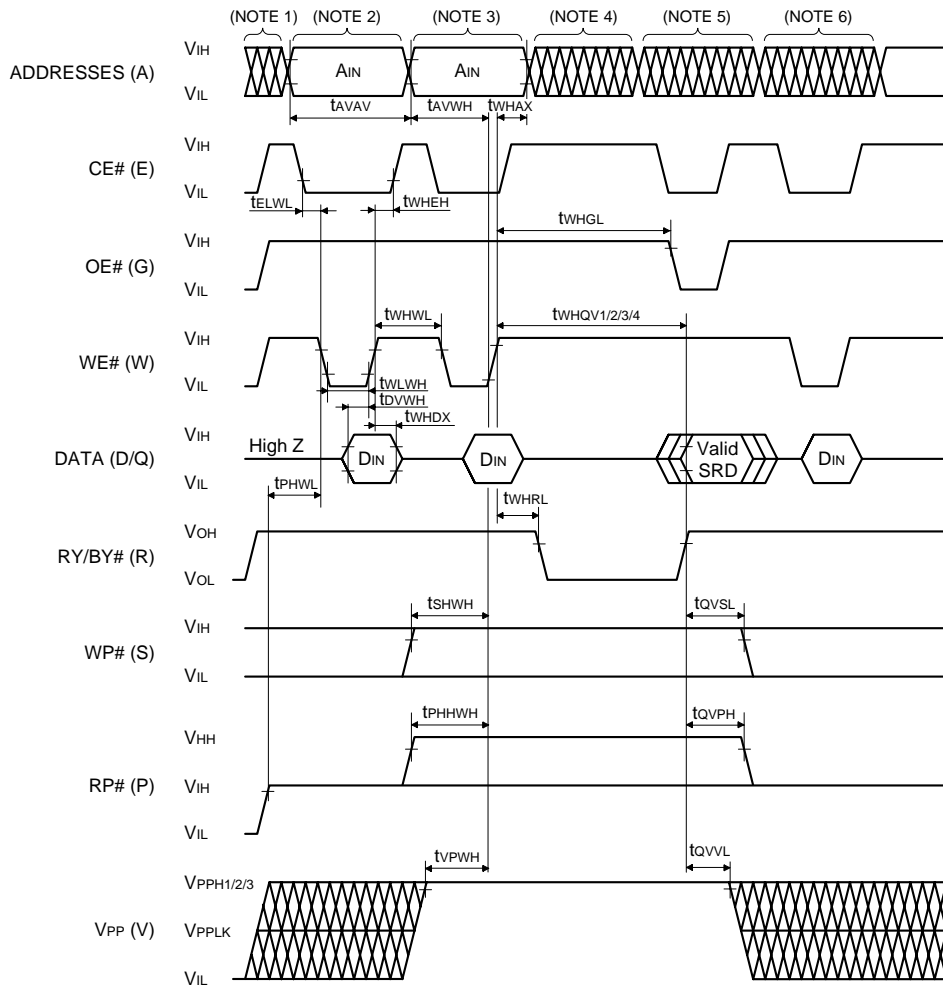 (NOTE 1) (NOTE 2) (NOTE 3) (NOTE 4) (NOTE 5) (NOTE 6)
ADDRESSES (A)
VIH
VIL
AIN AIN
tAVAV tAVWH tWHAX
CE# (E)
VIH
VIL
tELWL tWHEH
OE# (G)
VIH
VIL
tWHGL
WE# (W)
VIH
VIL
tWHWL tWHQV1/2/3/4
tWLWH
tDVWH
tWHDX
DATA (D/Q)
VIH
VIL
High Z DIN DIN Valid SRD DIN
tPHWL tWHRL
RY/BY# (R)
VOH
VOL
WP# (S)
VIH
VIL
tSHWH tQVSL
RP# (P)
VHH
VIH
VIL
tPHHWH tQVPH
VPP (V)
VPPH1/2/3
VPPLK
VIL
tVPWH tQVVL